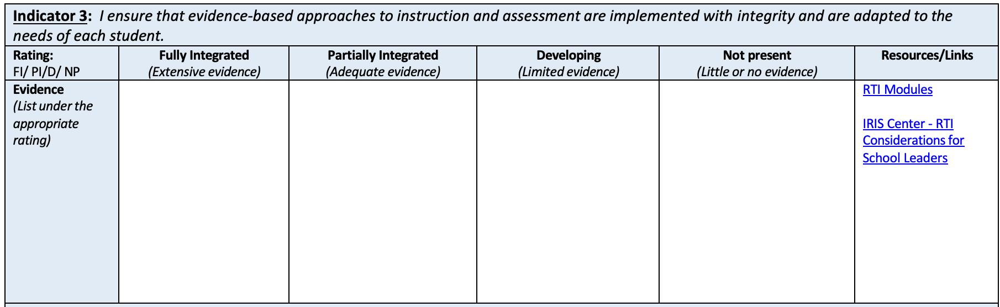 Indicator 3: I ensure that evidence-based approaches to instruction and assessment are implemented with integrity and are adapted to the
needs of each student.
Rating:
FI/ PI/D/ NP
Fully Integrated
(Extensive evidence)
Partially Integrated
(Adequate evidence)
Developing
(Limited evidence)
Not present
(Little or no evidence)
Resources/Links
Evidence
(List under the
appropriate
rating)
RTI Modules
IRIS Center - RTI
Considerations for
School Leaders